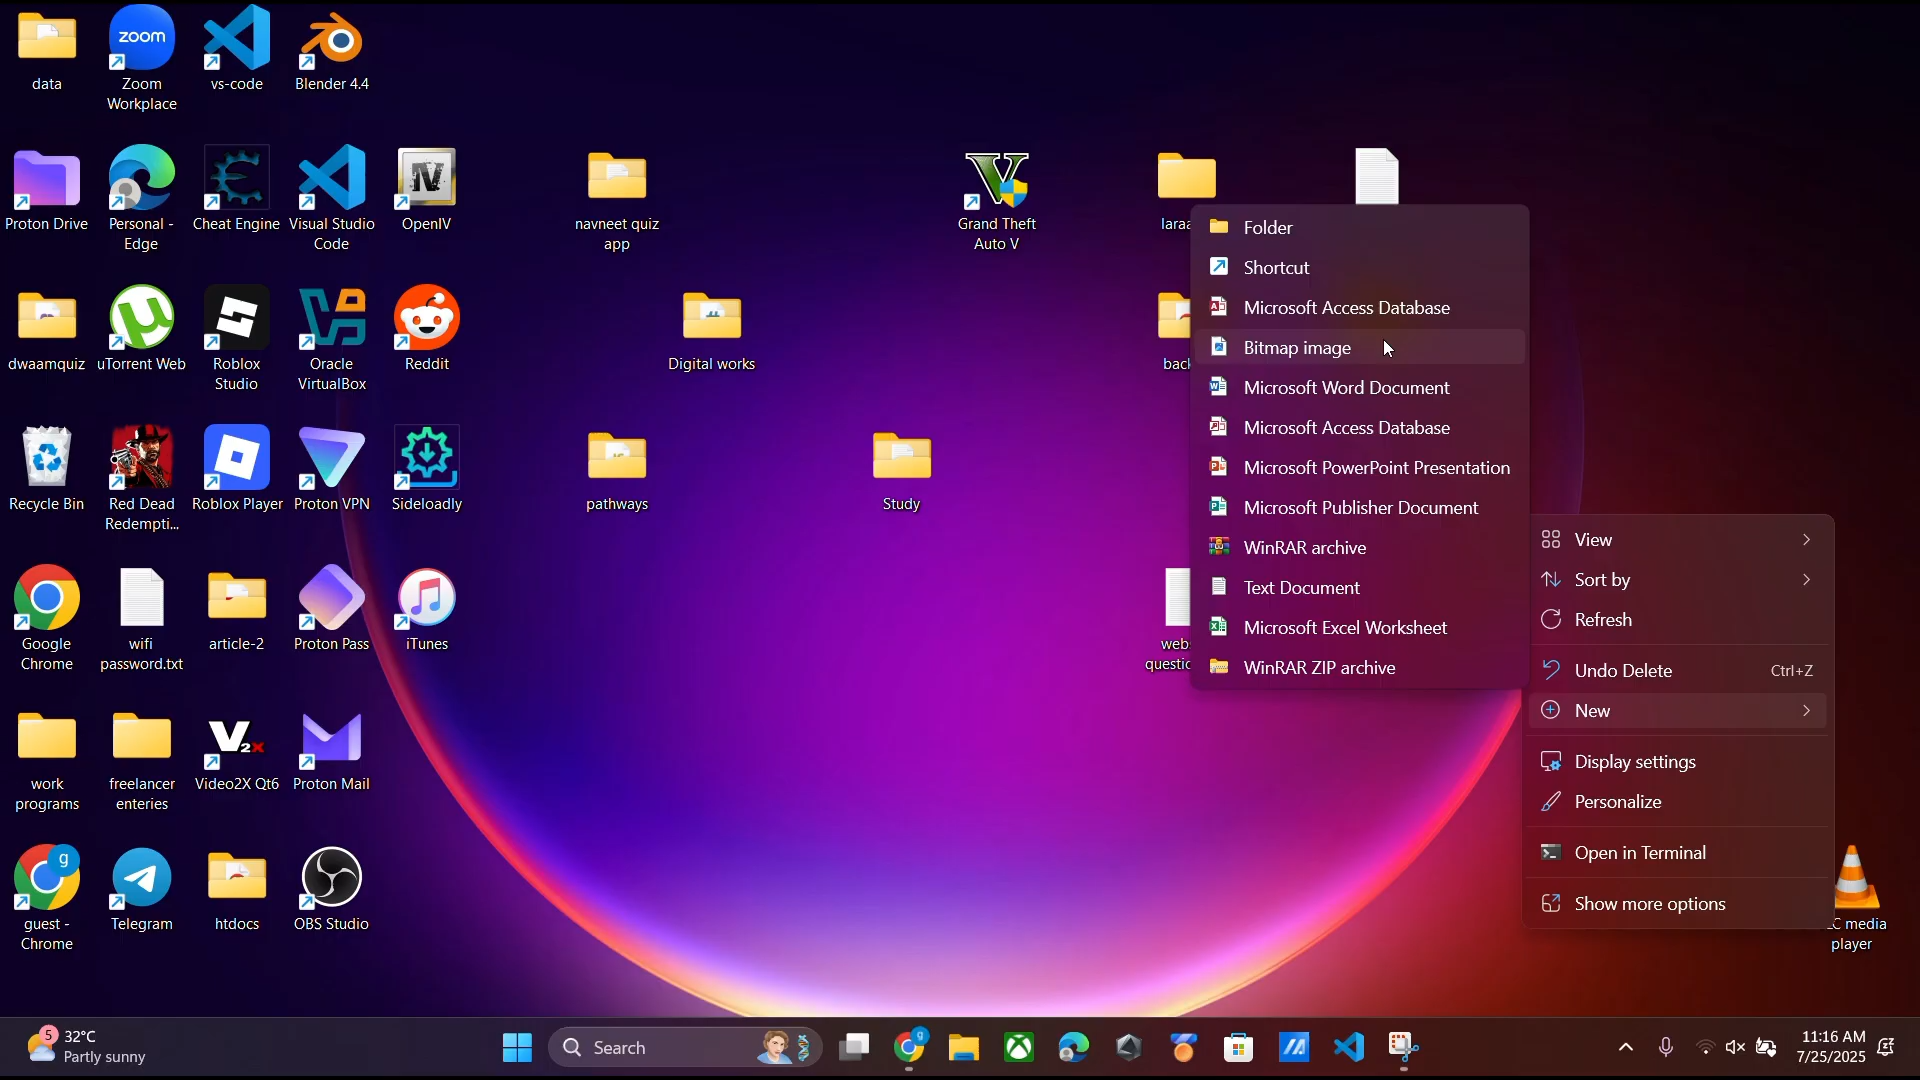 data
Zoom
Workplace
vs-code
Blender 4.4
zoom
Proton Drive
Personal -
Edge
Cheat Engine
Visual Studio
Code
OpenIV
navneet quiz
app
Grand Theft
Auto V
dwaamquiz
uTorrent Web
Roblox
Studio
Oracle
VirtualBox
Reddit
Digital works
Recycle Bin
Red Dead
Redempti...
Roblox Player
Proton VPN
Sideloadly
pathways
Study
Google
Chrome
wifi
password.txt
article-2
Proton Pass
iTunes
work
programs
freelancer
enteries
Video2X Qt6
Proton Mail
guest -
Chrome
Telegram
htdocs
OBS Studio
Folder
Shortcut
Microsoft Access Database
Bitmap image
Microsoft Word Document
Microsoft Access Database
Microsoft PowerPoint Presentation
Microsoft Publisher Document
WinRAR archive
Text Document
Microsoft Excel Worksheet
WinRAR ZIP archive
View
Sort by
Refresh
Undo Delete Ctrl+Z
New
Display settings
Personalize
Open in Terminal
Show more options
media
player
5
32°C
Partly sunny
Search
11:16 AM
7/25/2025